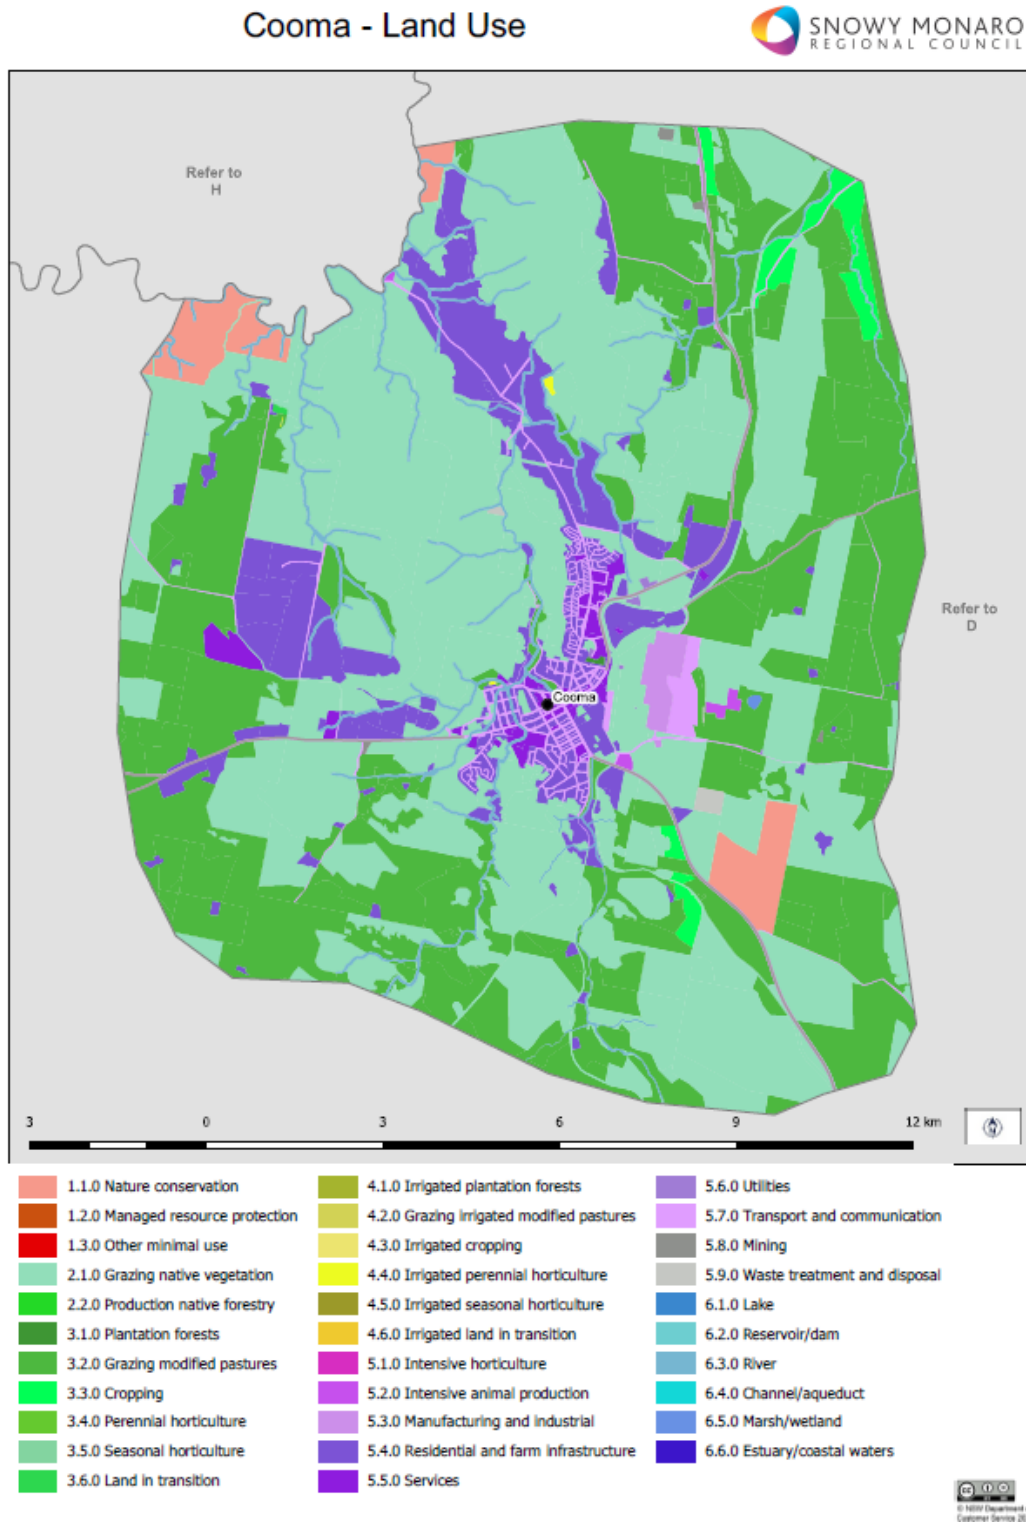 Cooma - Land Use
SNOWY MONARO
REGIONAL COUNCIL
Refer to
H
Refer to
D
Cooma
3 0 3 6 9 12 km
1.1.0 Nature conservation
1.2.0 Managed resource protection
1.3.0 Other minimal use
2.1.0 Grazing native vegetation
2.2.0 Production native forestry
3.1.0 Plantation forests
3.2.0 Grazing modified pastures
3.3.0 Cropping
3.4.0 Perennial horticulture
3.5.0 Seasonal horticulture
3.6.0 Land in transition
4.1.0 Irrigated plantation forests
4.2.0 Grazing irrigated modified pastures
4.3.0 Irrigated cropping
4.4.0 Irrigated perennial horticulture
4.5.0 Irrigated seasonal horticulture
4.6.0 Irrigated land in transition
5.1.0 Intensive horticulture
5.2.0 Intensive animal production
5.3.0 Manufacturing and industrial
5.4.0 Residential and farm infrastructure
5.5.0 Services
5.6.0 Utilities
5.7.0 Transport and communication
5.8.0 Mining
5.9.0 Waste treatment and disposal
6.1.0 Lake
6.2.0 Reservoir/dam
6.3.0 River
6.4.0 Channel/aqueduct
6.5.0 Marsh/wetland
6.6.0 Estuary/coastal waters
cc
© NSW Department
Customer Service 20